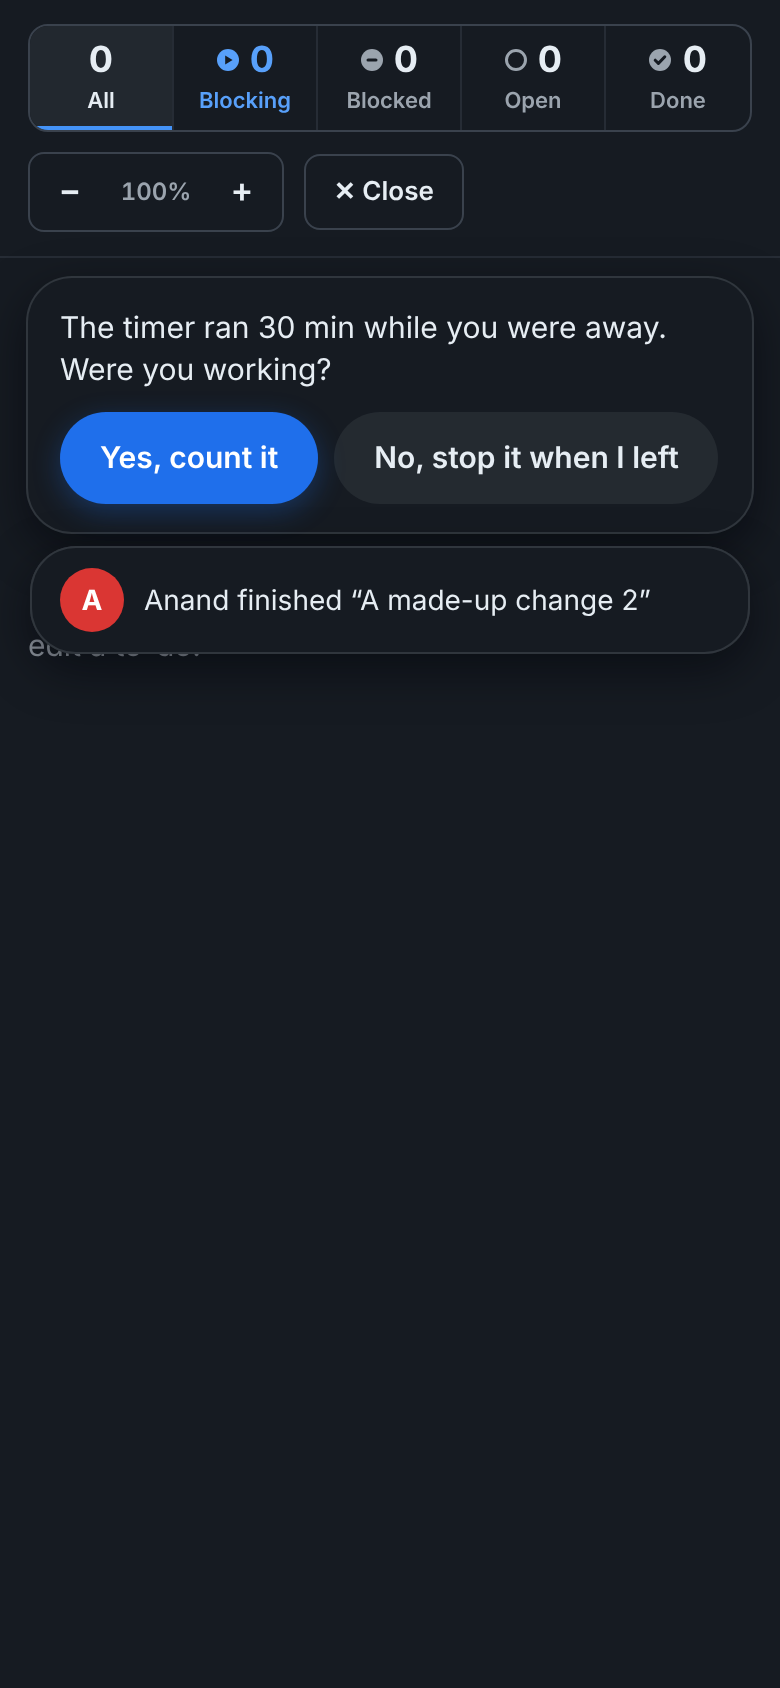 0 0 0 0 0
All Blocking Blocked Open Done
− 100% + ✕ Close
The timer ran 30 min while you were away.
Were you working?
Yes, count it No, stop it when I left
A Anand finished “A made-up change 2”